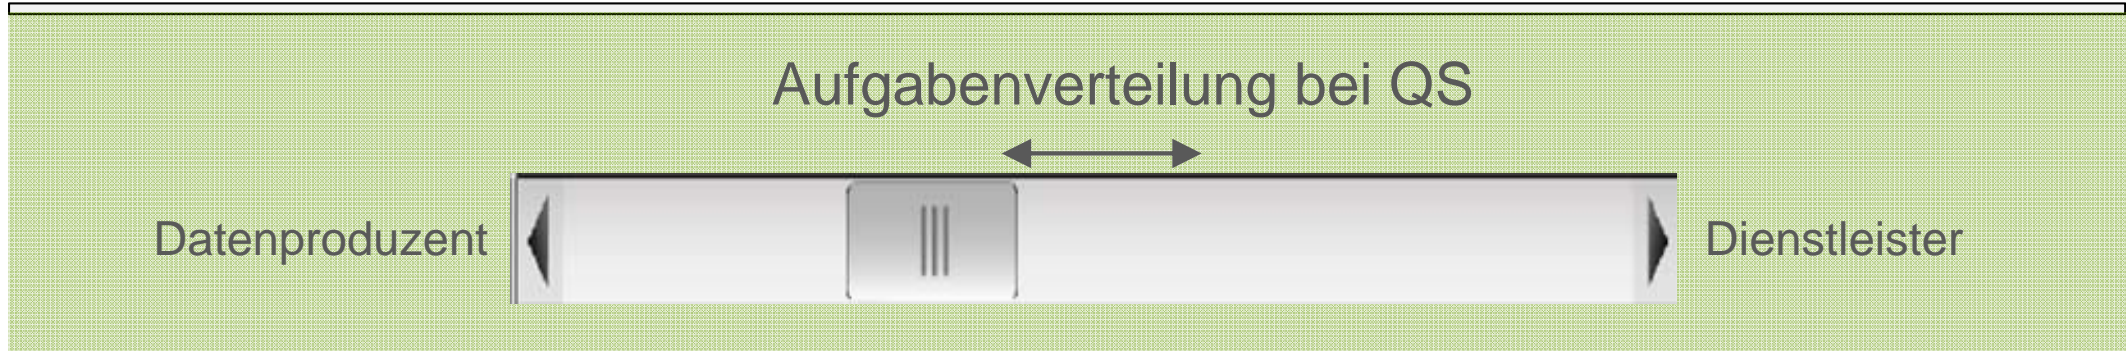 Aufgabenverteilung bei QS
Datenproduzent
Dienstleister